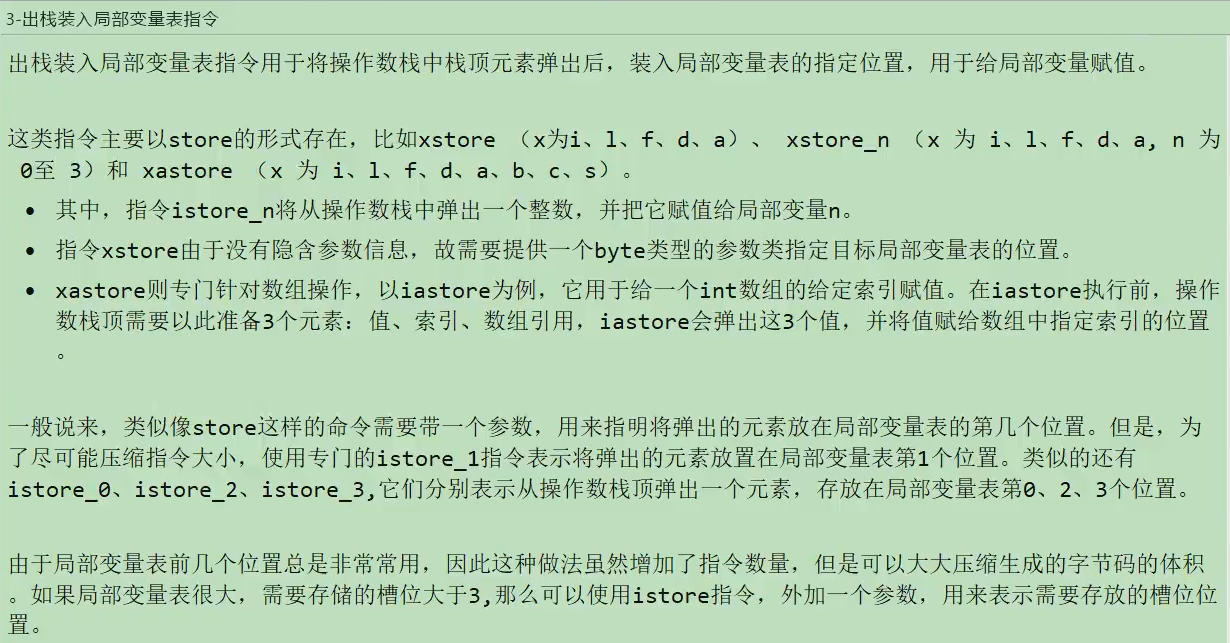 3-出栈装入局部变量表指令
出栈装入局部变量表指令用于将操作数栈中栈顶元素弹出后，装入局部变量表的指定位置，用于给局部变量赋值。
这类指令主要以store的形式存在，比如xstore （x为i、l、f、d、a）、 xstore_n （x 为 i、l、f、d、a, n 为
0至 3）和 xastore （x 为 i、l、f、d、a、b、c、s）。
• 其中，指令istore_n将从操作数栈中弹出一个整数，并把它赋值给局部变量n。
• 指令xstore由于没有隐含参数信息，故需要提供一个byte类型的参数类指定目标局部变量表的位置。
• xastore则专门针对数组操作，以iastore为例，它用于给一个int数组的给定索引赋值。在iastore执行前，操作
数栈顶需要以此准备3个元素：值、索引、数组引用，iastore会弹出这3个值，并将值赋给数组中指定索引的位置
。
一般说来，类似像store这样的命令需要带一个参数，用来指明将弹出的元素放在局部变量表的第几个位置。但是，为
了尽可能压缩指令大小，使用专门的istore_1指令表示将弹出的元素放置在局部变量表第1个位置。类似的还有
istore_0、istore_2、istore_3,它们分别表示从操作数栈顶弹出一个元素，存放在局部变量表第0、2、3个位置。
由于局部变量表前几个位置总是非常常用，因此这种做法虽然增加了指令数量，但是可以大大压缩生成的字节码的体积
。如果局部变量表很大，需要存储的槽位大于3,那么可以使用istore指令，外加一个参数，用来表示需要存放的槽位位
置。